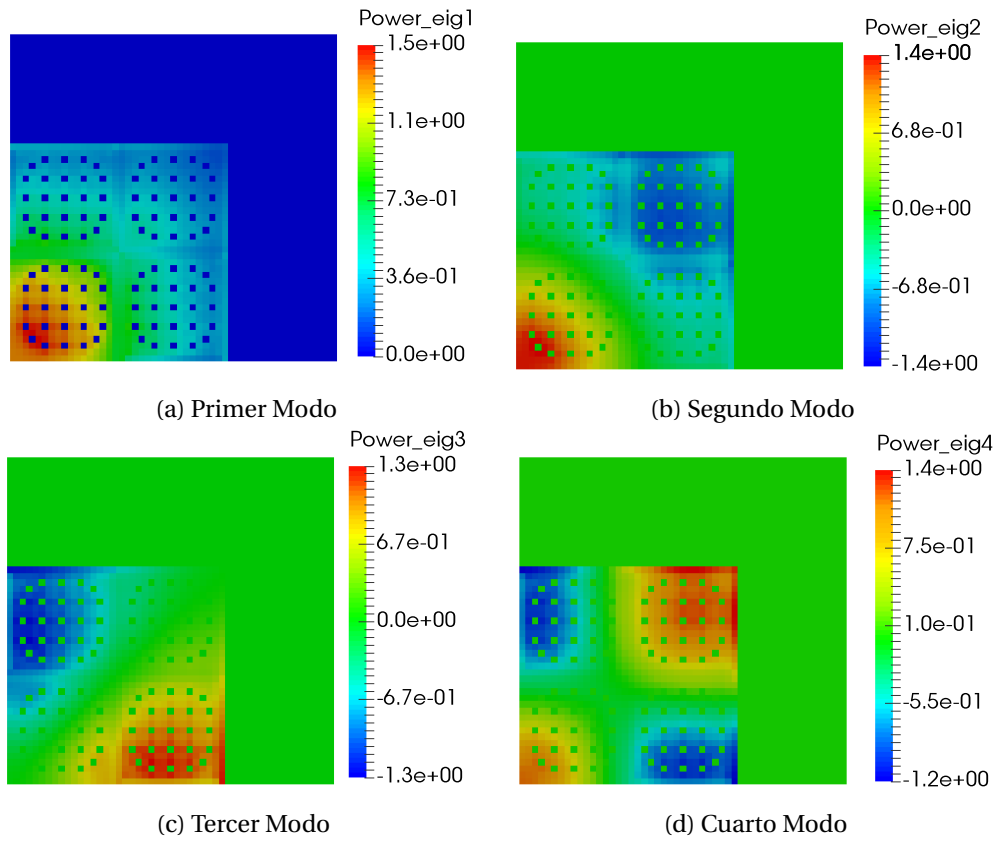 Power_eig1
1.5e+00
1.1e+00
7.3e-01
3.6e-01
0.0e+00
(a) Primer Modo
Power_eig2
1.4e+00
6.8e-01
0.0e+00
-6.8e-01
-1.4e+00
(b) Segundo Modo
Power_eig3
1.3e+00
6.7e-01
0.0e+00
-6.7e-01
-1.3e+00
(c) Tercer Modo
Power_eig4
1.4e+00
7.5e-01
1.0e-01
-5.5e-01
-1.2e+00
(d) Cuarto Modo